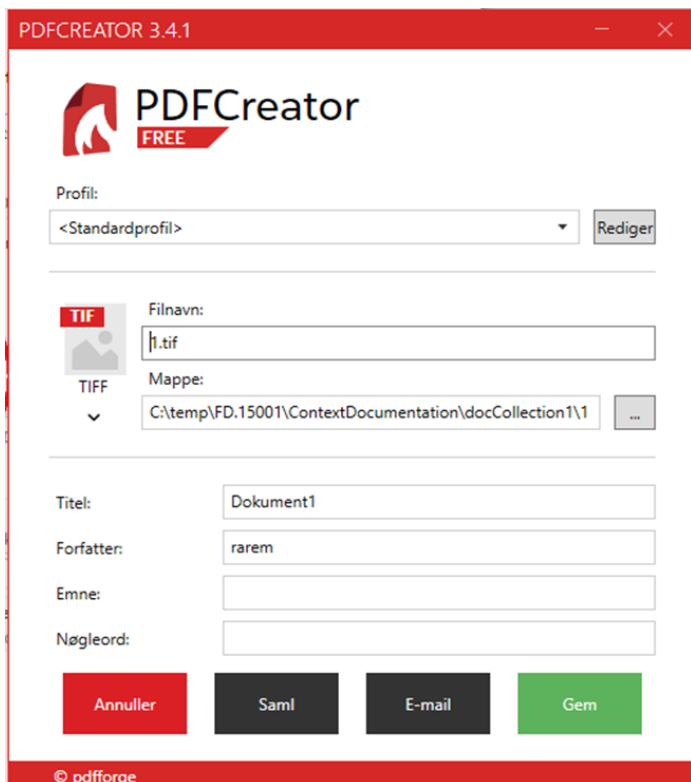 PDFCREATOR 3.4.1
PDFCreator
FREE
Profil:
<Standardprofil>
Rediger
TIF
TIFF
Filnavn:
1.tif
Mappe:
C:\temp\FD.15001\ContextDocumentation\docCollection1\1
...
Titel:
Dokument1
Forfatter:
rarem
Emne:
Nøgleord:
Annuller
Saml
E-mail
Gem
© pdfforge